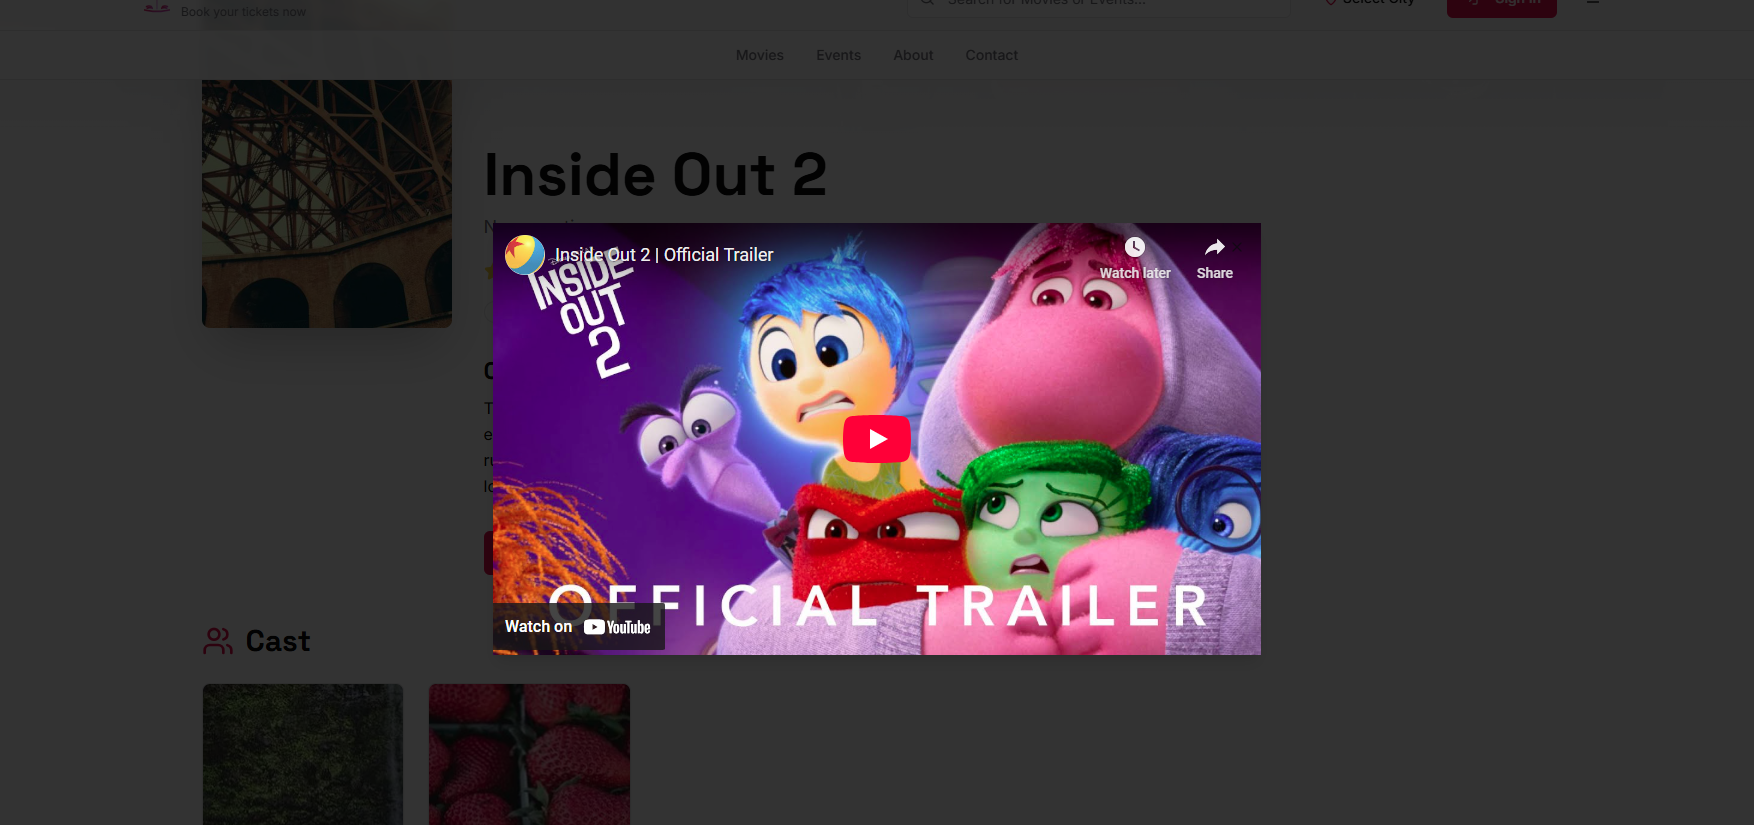 Book your tickets now
Search for Movies or Events...
Select City
Sign In
Movies
Events
About
Contact
Inside Out 2
Inside Out 2 | Official Trailer
Watch later
Share
INSIDE
OUT
2
OFFICIAL TRAILER
Watch on YouTube
Cast